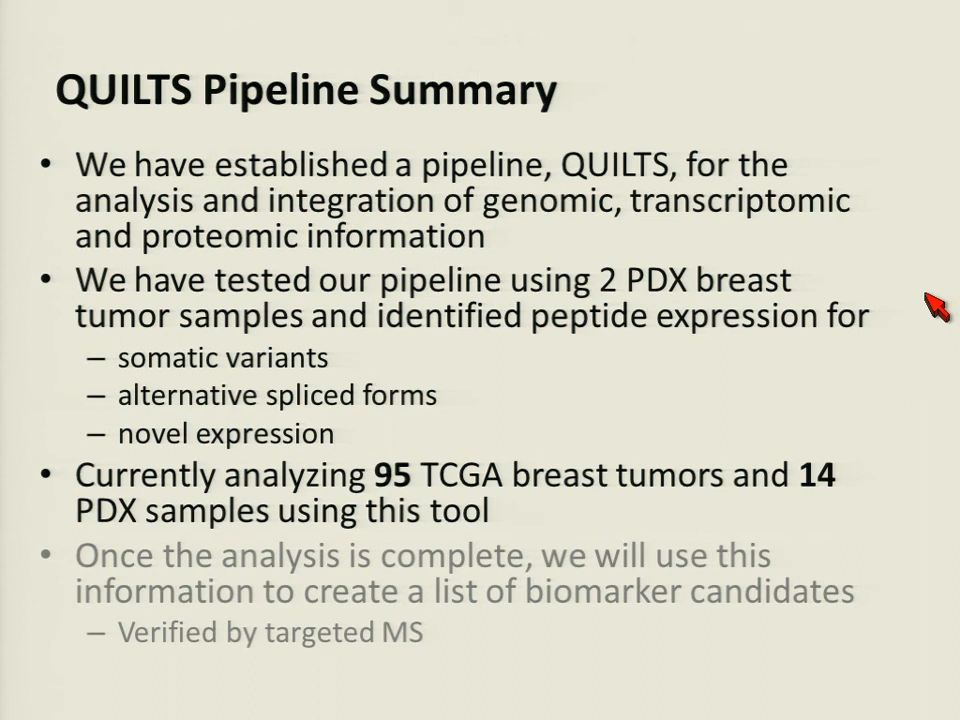 QUILTS Pipeline Summary
• We have established a pipeline, QUILTS, for the
analysis and integration of genomic, transcriptomic
and proteomic information
• We have tested our pipeline using 2 PDX breast
tumor samples and identified peptide expression for
– somatic variants
– alternative spliced forms
– novel expression
• Currently analyzing 95 TCGA breast tumors and 14
PDX samples using this tool
• Once the analysis is complete, we will use this
information to create a list of biomarker candidates
– Verified by targeted MS